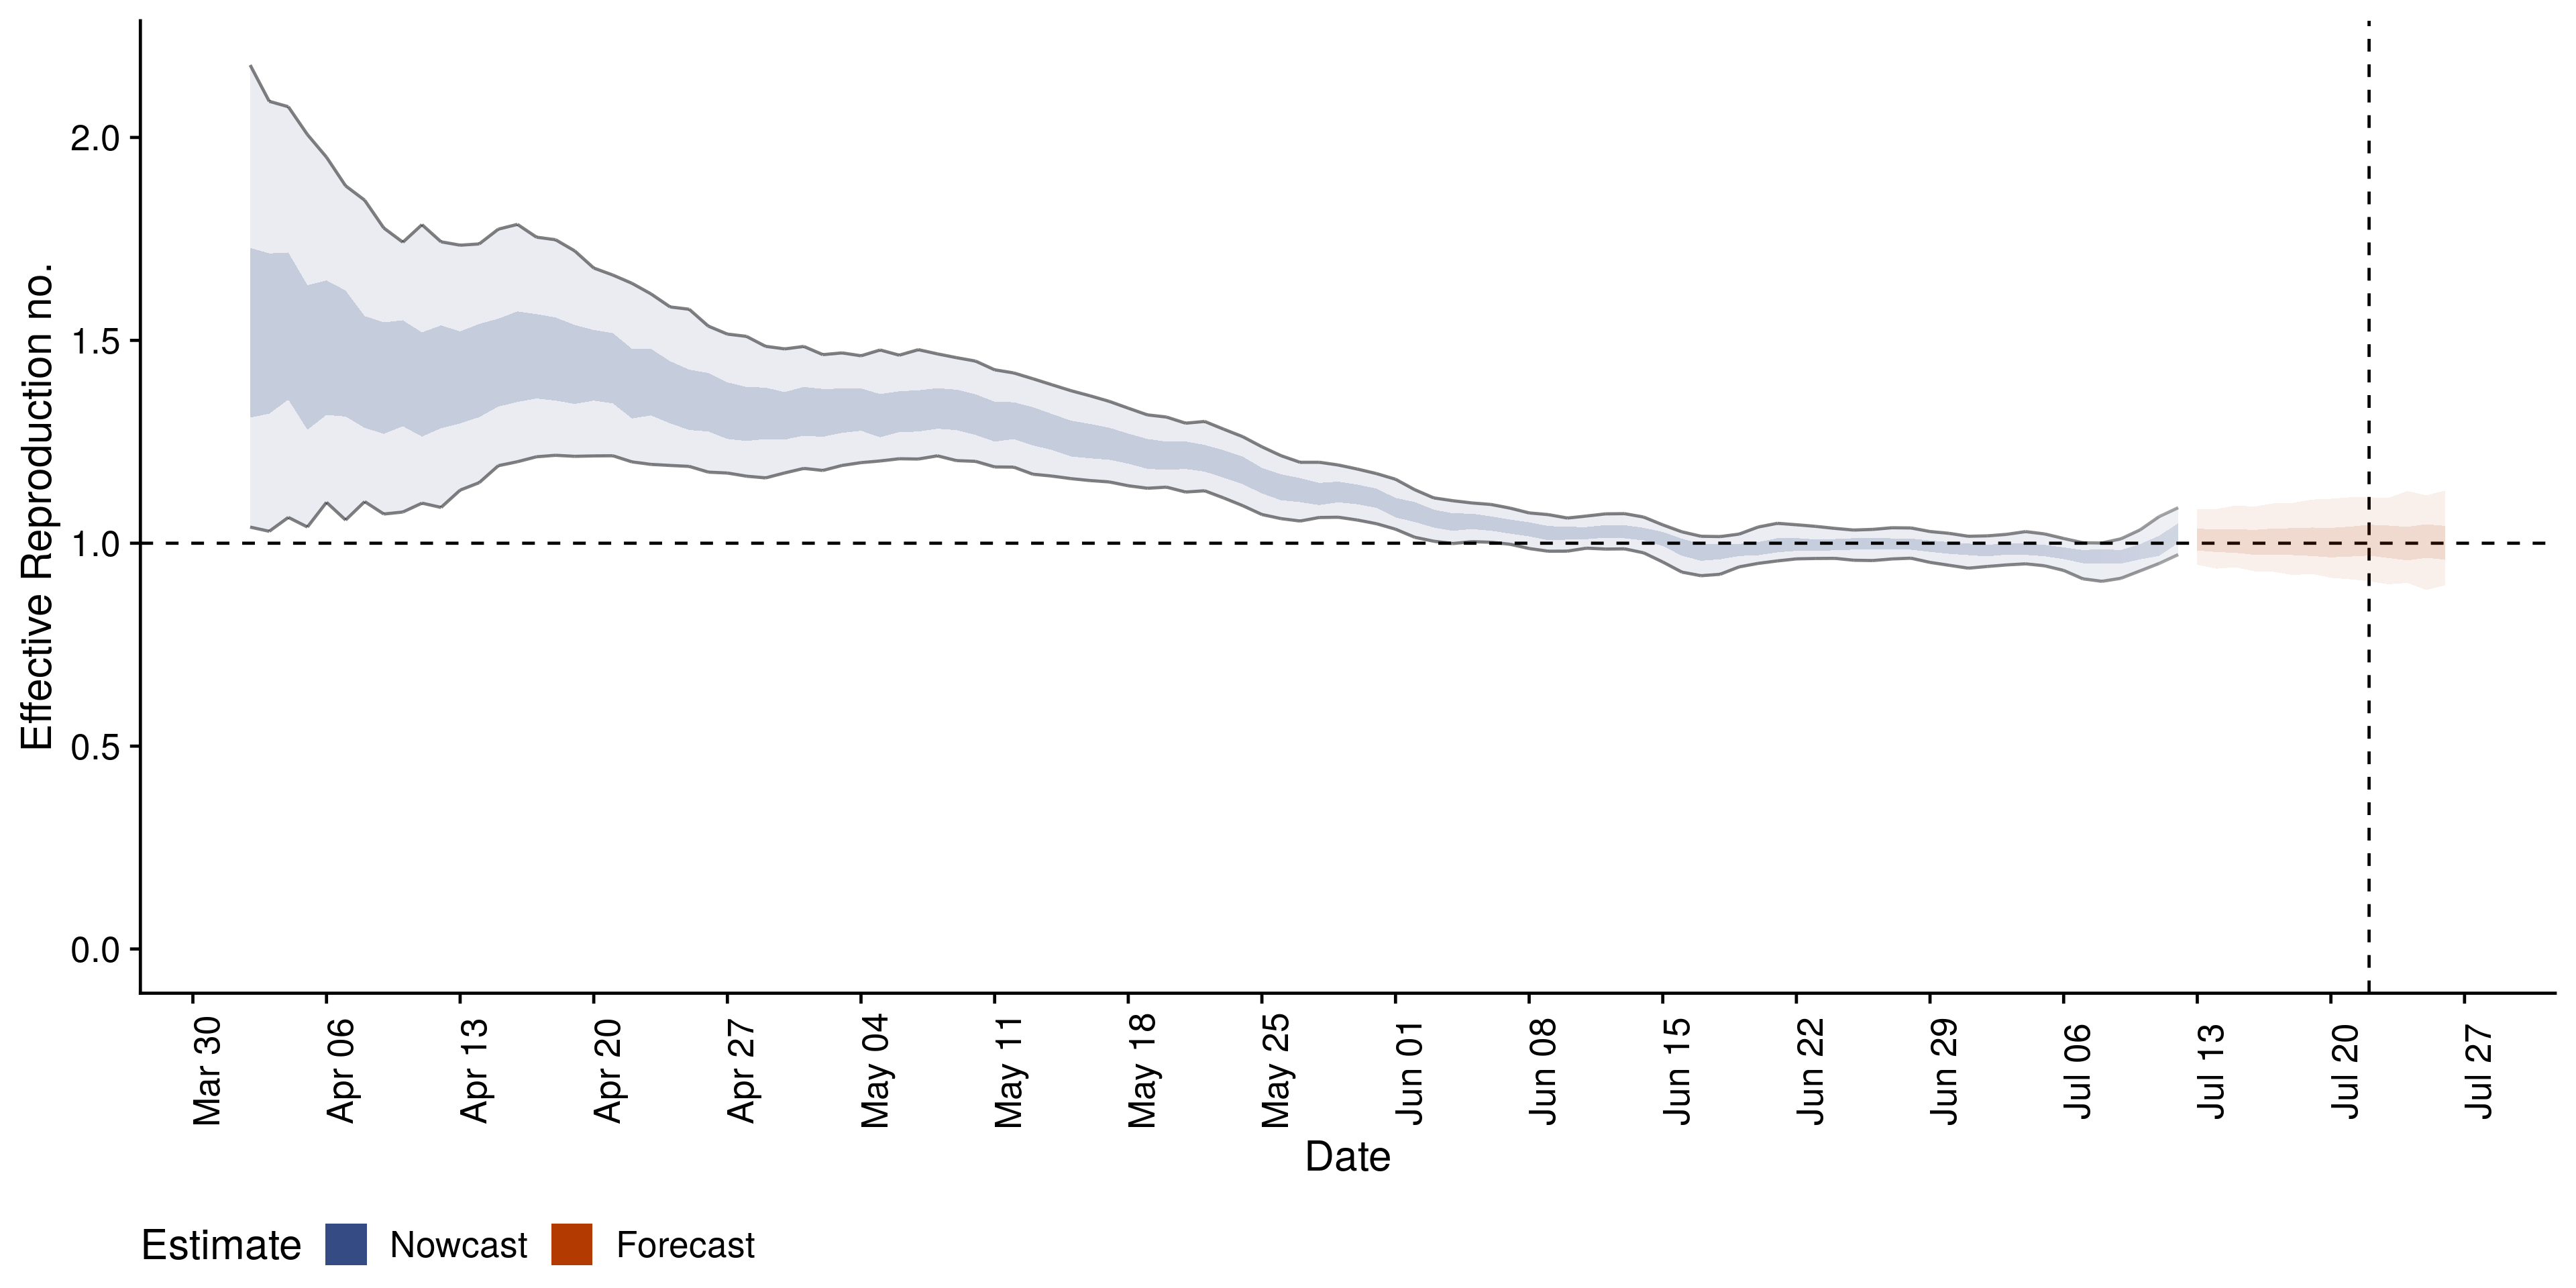 Effective Reproduction no.
2.0
1.5
1.0
0.5
0.0
Mar 30
Apr 06
Apr 13
Apr 20
Apr 27
May 04
May 11
May 18
May 25
Jun 01
Jun 08
Jun 15
Jun 22
Jun 29
Jul 06
Jul 13
Jul 20
Jul 27
Date
Estimate Nowcast Forecast